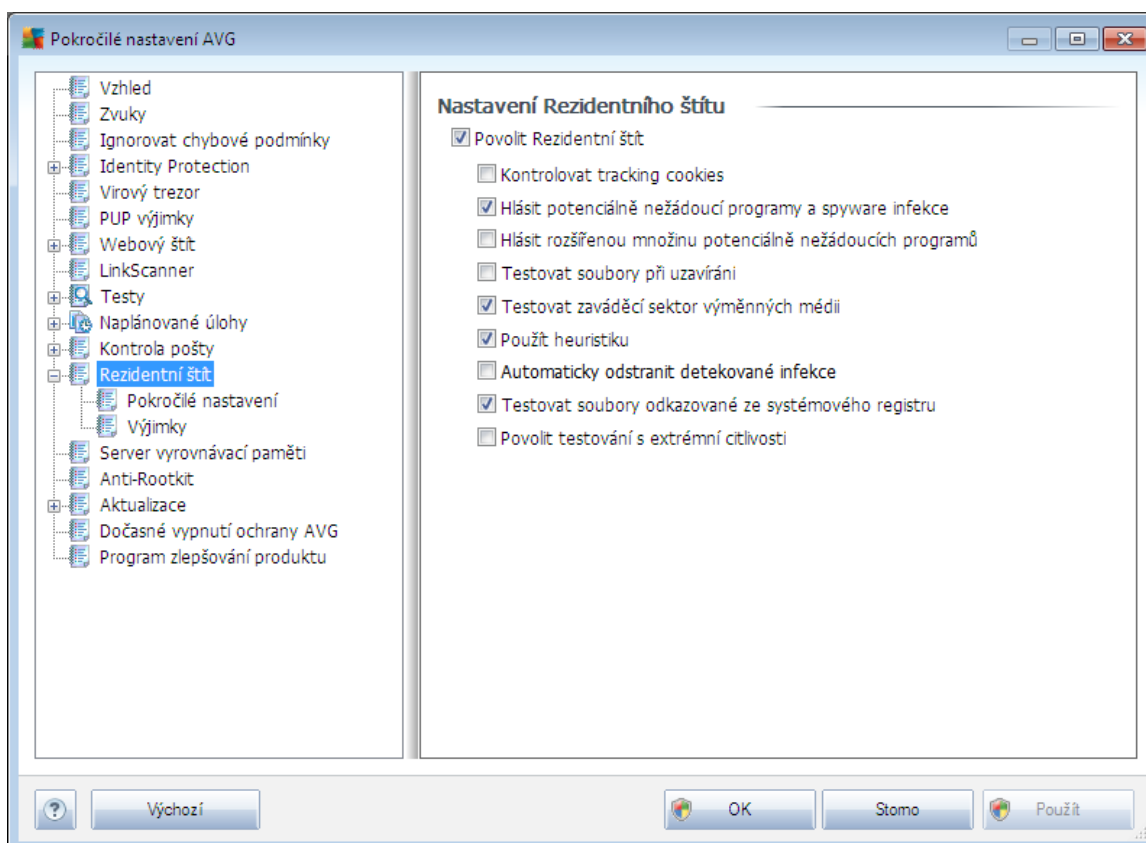 Pokročilé nastavení AVG
Vzhled
Zvuky
Ignorovat chybové podmínky
Identity Protection
Virový trezor
PUP výjimky
Webový štít
LinkScanner
Testy
Naplánované úlohy
Kontrola pošty
Rezidentní štít
Pokročilé nastavení
Výjimky
Server vyrovnávací paměti
Anti-Rootkit
Aktualizace
Dočasné vypnutí ochrany AVG
Program zlepšování produktu
Nastavení Rezidentního štítu
Povolit Rezidentní štít
Kontrolovat tracking cookies
Hlásit potenciálně nežádoucí programy a spyware infekce
Hlásit rozšířenou množinu potenciálně nežádoucích programů
Testovat soubory při uzavíráni
Testovat zaváděcí sektor výměnných médii
Použít heuristiku
Automaticky odstranit detekované infekce
Testovat soubory odkazované ze systémového registru
Povolit testování s extrémní citlivosti
?
Výchozí
OK
Stomo
Použít